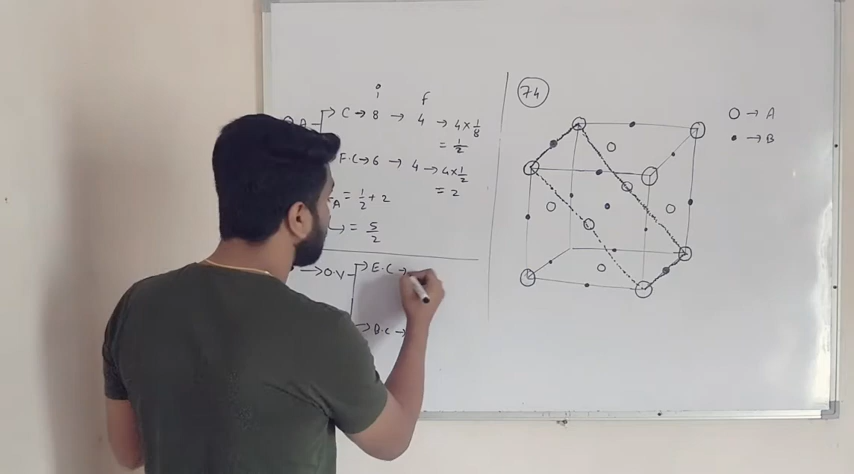 i f
A → C → 8 → 4 → 4×1/8
= 1/2
F.C → 6 → 4 → 4×1/2
= 2
A = 1/2 + 2
→ = 5/2
→ O.V → E.C →
→ B.C →
74
○ → A
• → B